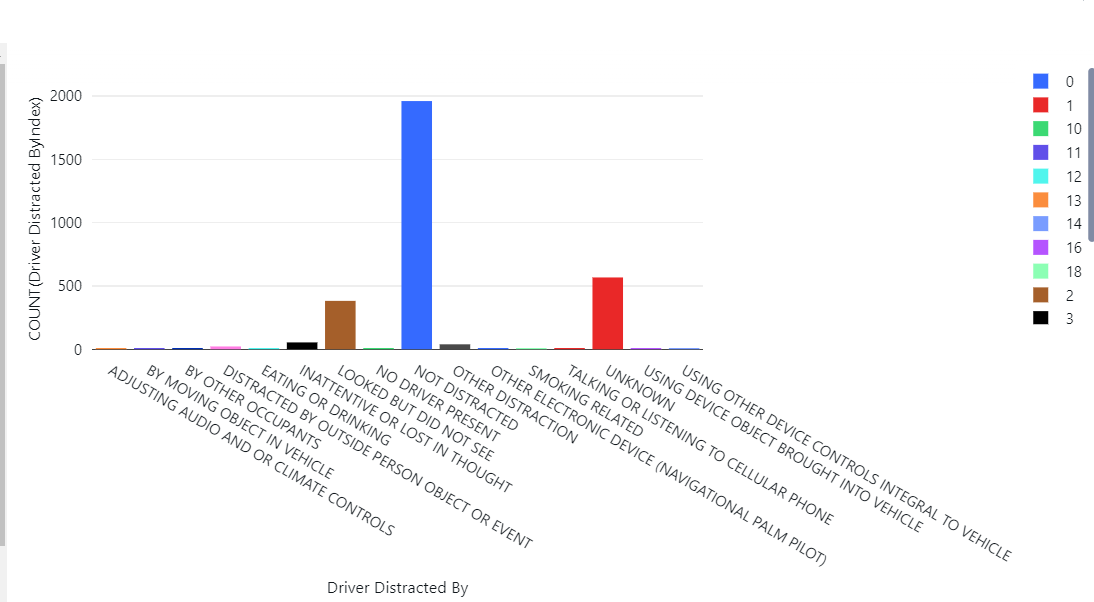 COUNT(Driver Distracted ByIndex)
2000
1500
1000
500
0
ADJUSTING AUDIO AND OR CLIMATE CONTROLS
BY MOVING OBJECT IN VEHICLE
BY OTHER OCCUPANTS
DISTRACTED BY OUTSIDE PERSON OBJECT OR EVENT
EATING OR DRINKING
INATTENTIVE OR LOST IN THOUGHT
LOOKED BUT DID NOT SEE
NO DRIVER PRESENT
NOT DISTRACTED
OTHER DISTRACTION
OTHER ELECTRONIC DEVICE (NAVIGATIONAL PALM PILOT)
SMOKING RELATED
TALKING OR LISTENING TO CELLULAR PHONE
UNKNOWN
USING DEVICE OBJECT BROUGHT INTO VEHICLE
USING OTHER DEVICE CONTROLS INTEGRAL TO VEHICLE
Driver Distracted By
0
1
10
11
12
13
14
16
18
2
3